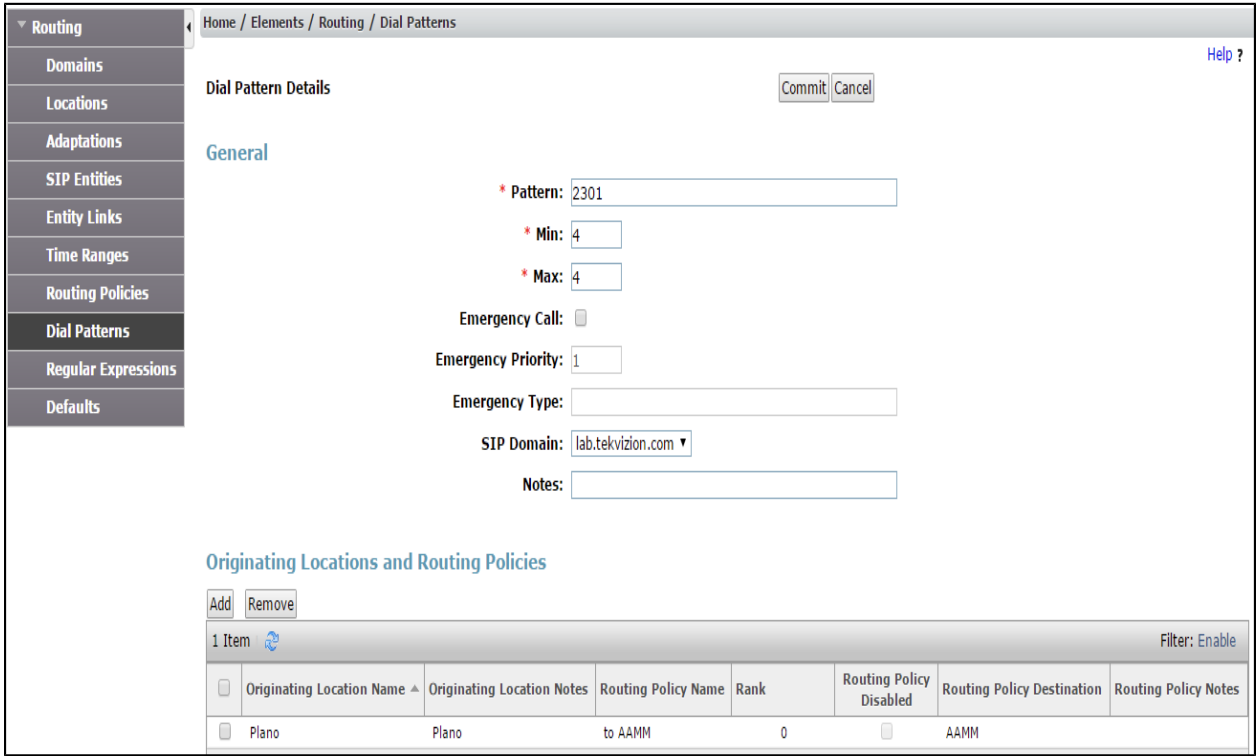 Routing
Domains
Locations
Adaptations
SIP Entities
Entity Links
Time Ranges
Routing Policies
Dial Patterns
Regular Expressions
Defaults
Home / Elements / Routing / Dial Patterns
Help ?
Dial Pattern Details
Commit Cancel
General
* Pattern: 2301
* Min: 4
* Max: 4
Emergency Call:
Emergency Priority: 1
Emergency Type:
SIP Domain: lab.tekvizion.com
Notes:
Originating Locations and Routing Policies
Add Remove
1 Item Filter: Enable
Originating Location Name Originating Location Notes Routing Policy Name Rank Routing Policy Disabled Routing Policy Destination Routing Policy Notes
Plano Plano to AAMM 0 AAMM